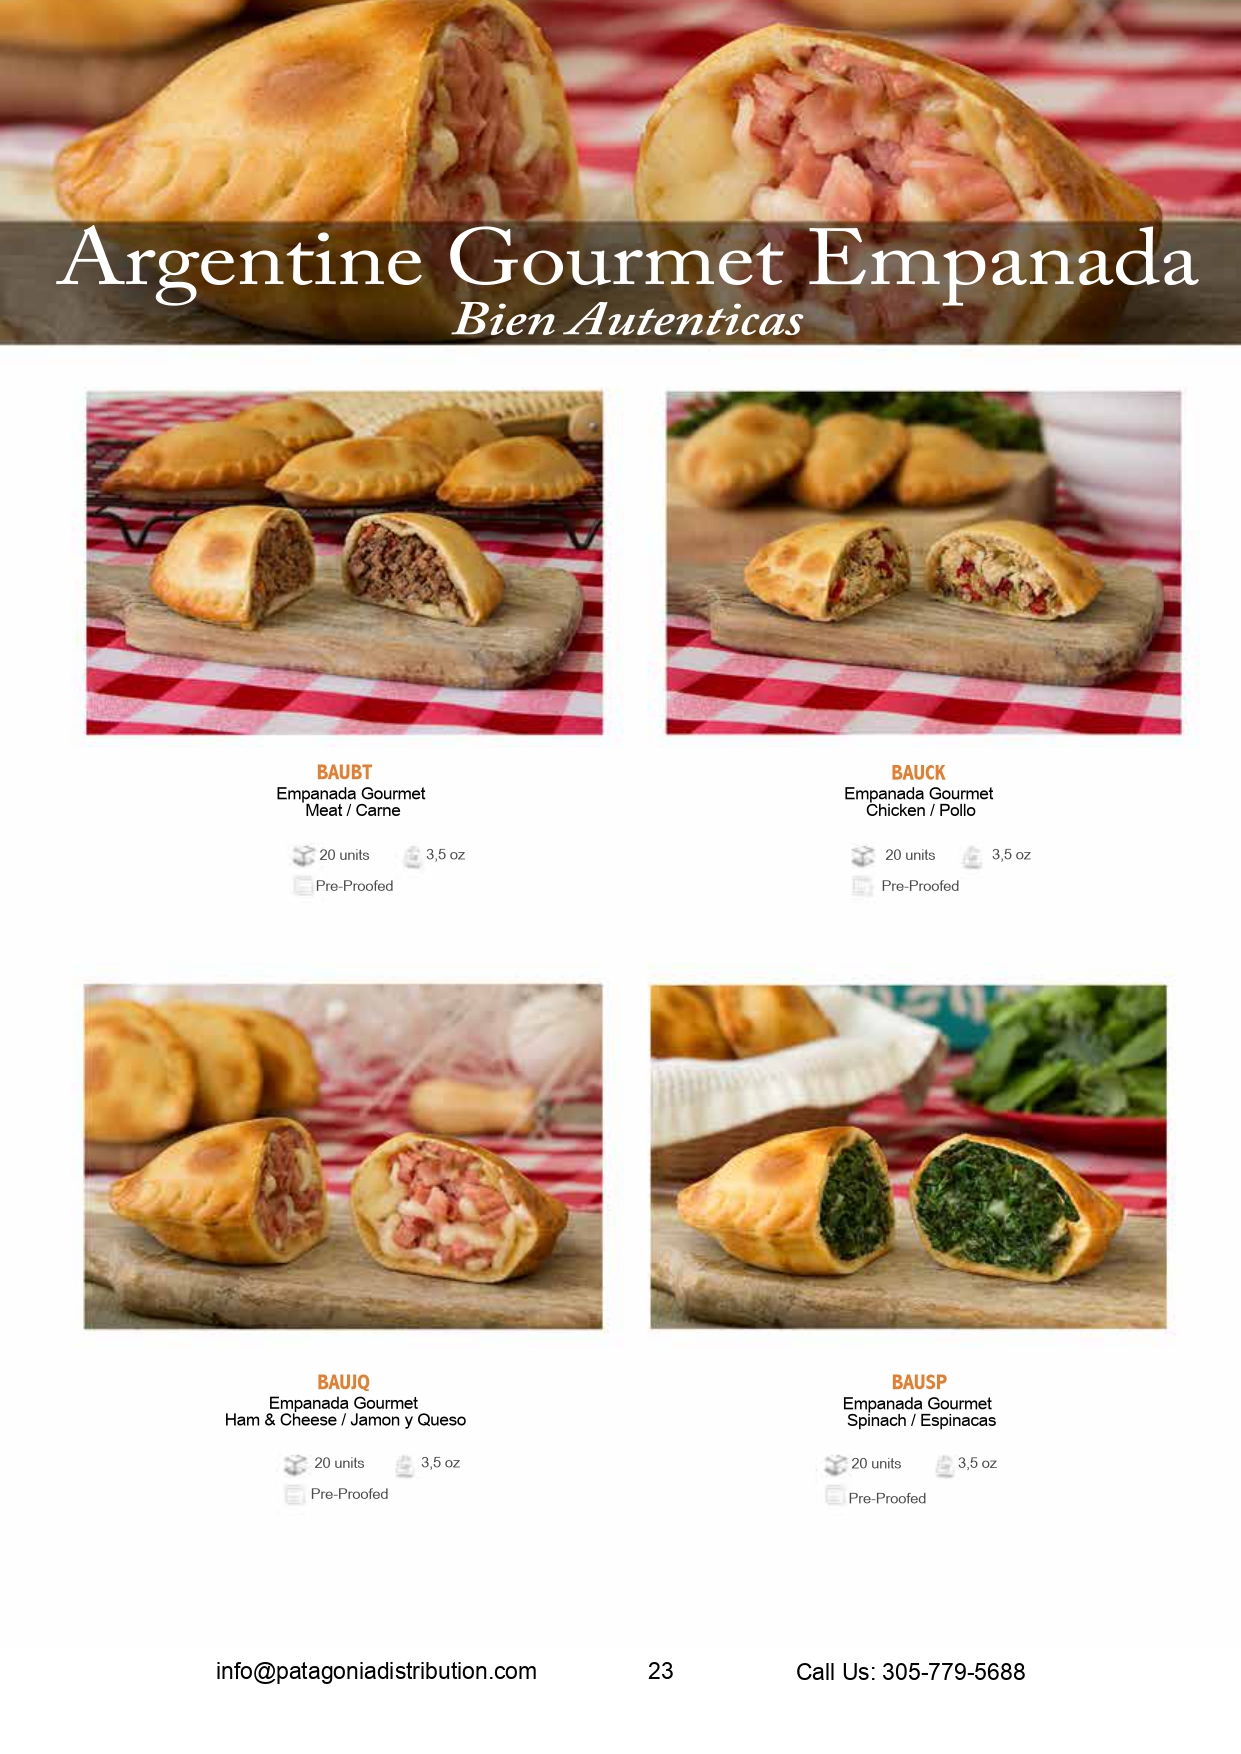 Argentine Gourmet Empanada
Bien Autenticas
BAUBT
Empanada Gourmet
Meat / Carne
20 units 3,5 oz
Pre-Proofed
BAUCK
Empanada Gourmet
Chicken / Pollo
20 units 3,5 oz
Pre-Proofed
BAUJQ
Empanada Gourmet
Ham & Cheese / Jamon y Queso
20 units 3,5 oz
Pre-Proofed
BAUSP
Empanada Gourmet
Spinach / Espinacas
20 units 3,5 oz
Pre-Proofed
info@patagoniadistribution.com 23 Call Us: 305-779-5688